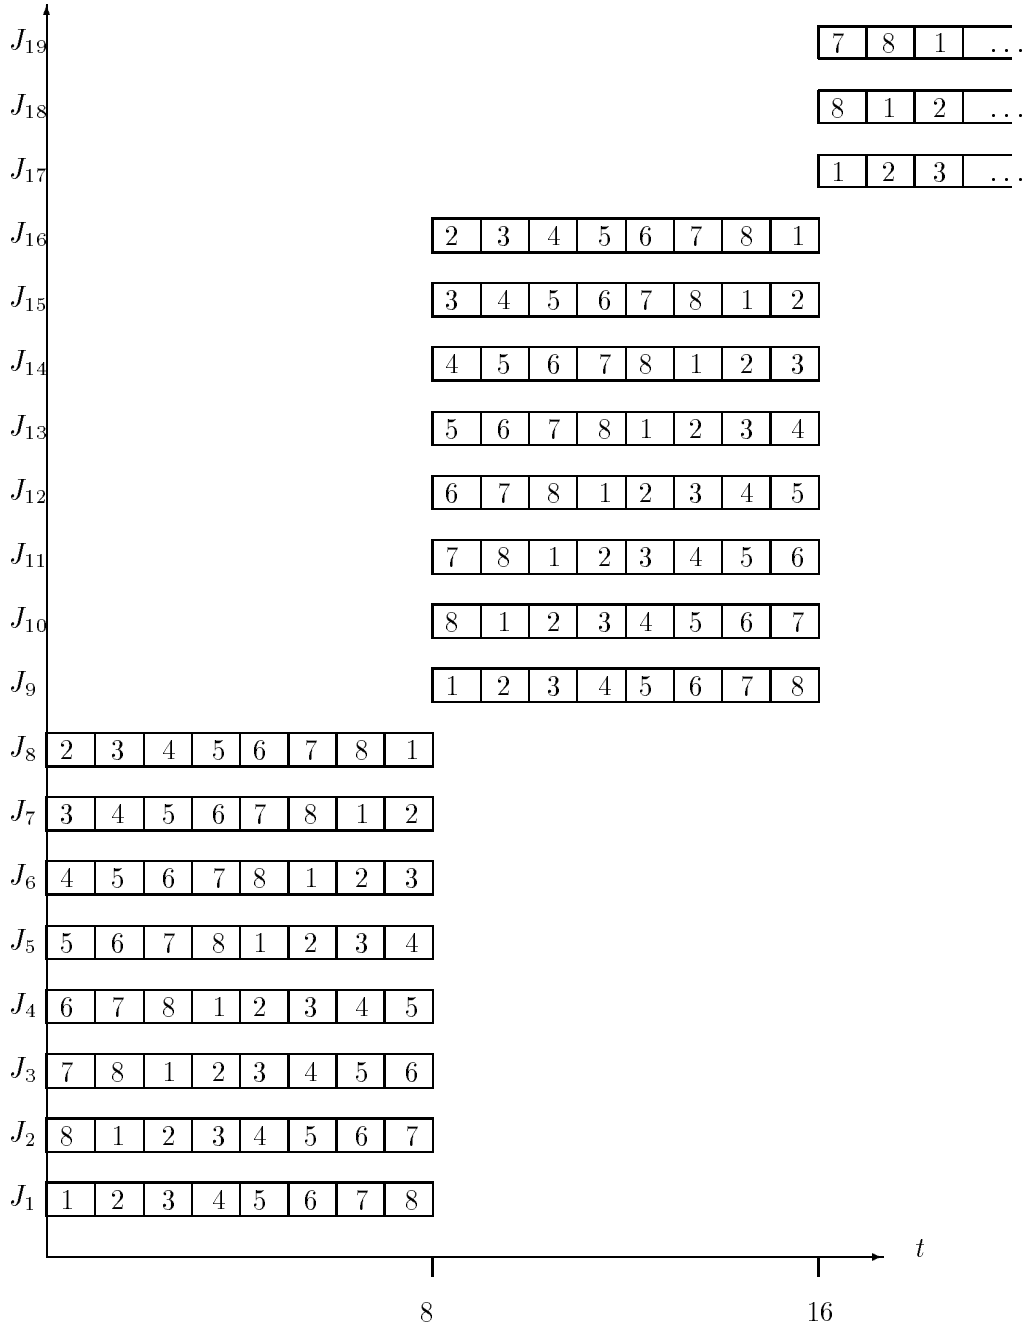 J19 7 8 1 ...
J18 8 1 2 ...
J17 1 2 3 ...
J16 2 3 4 5 6 7 8 1
J15 3 4 5 6 7 8 1 2
J14 4 5 6 7 8 1 2 3
J13 5 6 7 8 1 2 3 4
J12 6 7 8 1 2 3 4 5
J11 7 8 1 2 3 4 5 6
J10 8 1 2 3 4 5 6 7
J9 1 2 3 4 5 6 7 8
J8 2 3 4 5 6 7 8 1
J7 3 4 5 6 7 8 1 2
J6 4 5 6 7 8 1 2 3
J5 5 6 7 8 1 2 3 4
J4 6 7 8 1 2 3 4 5
J3 7 8 1 2 3 4 5 6
J2 8 1 2 3 4 5 6 7
J1 1 2 3 4 5 6 7 8
t
8 16